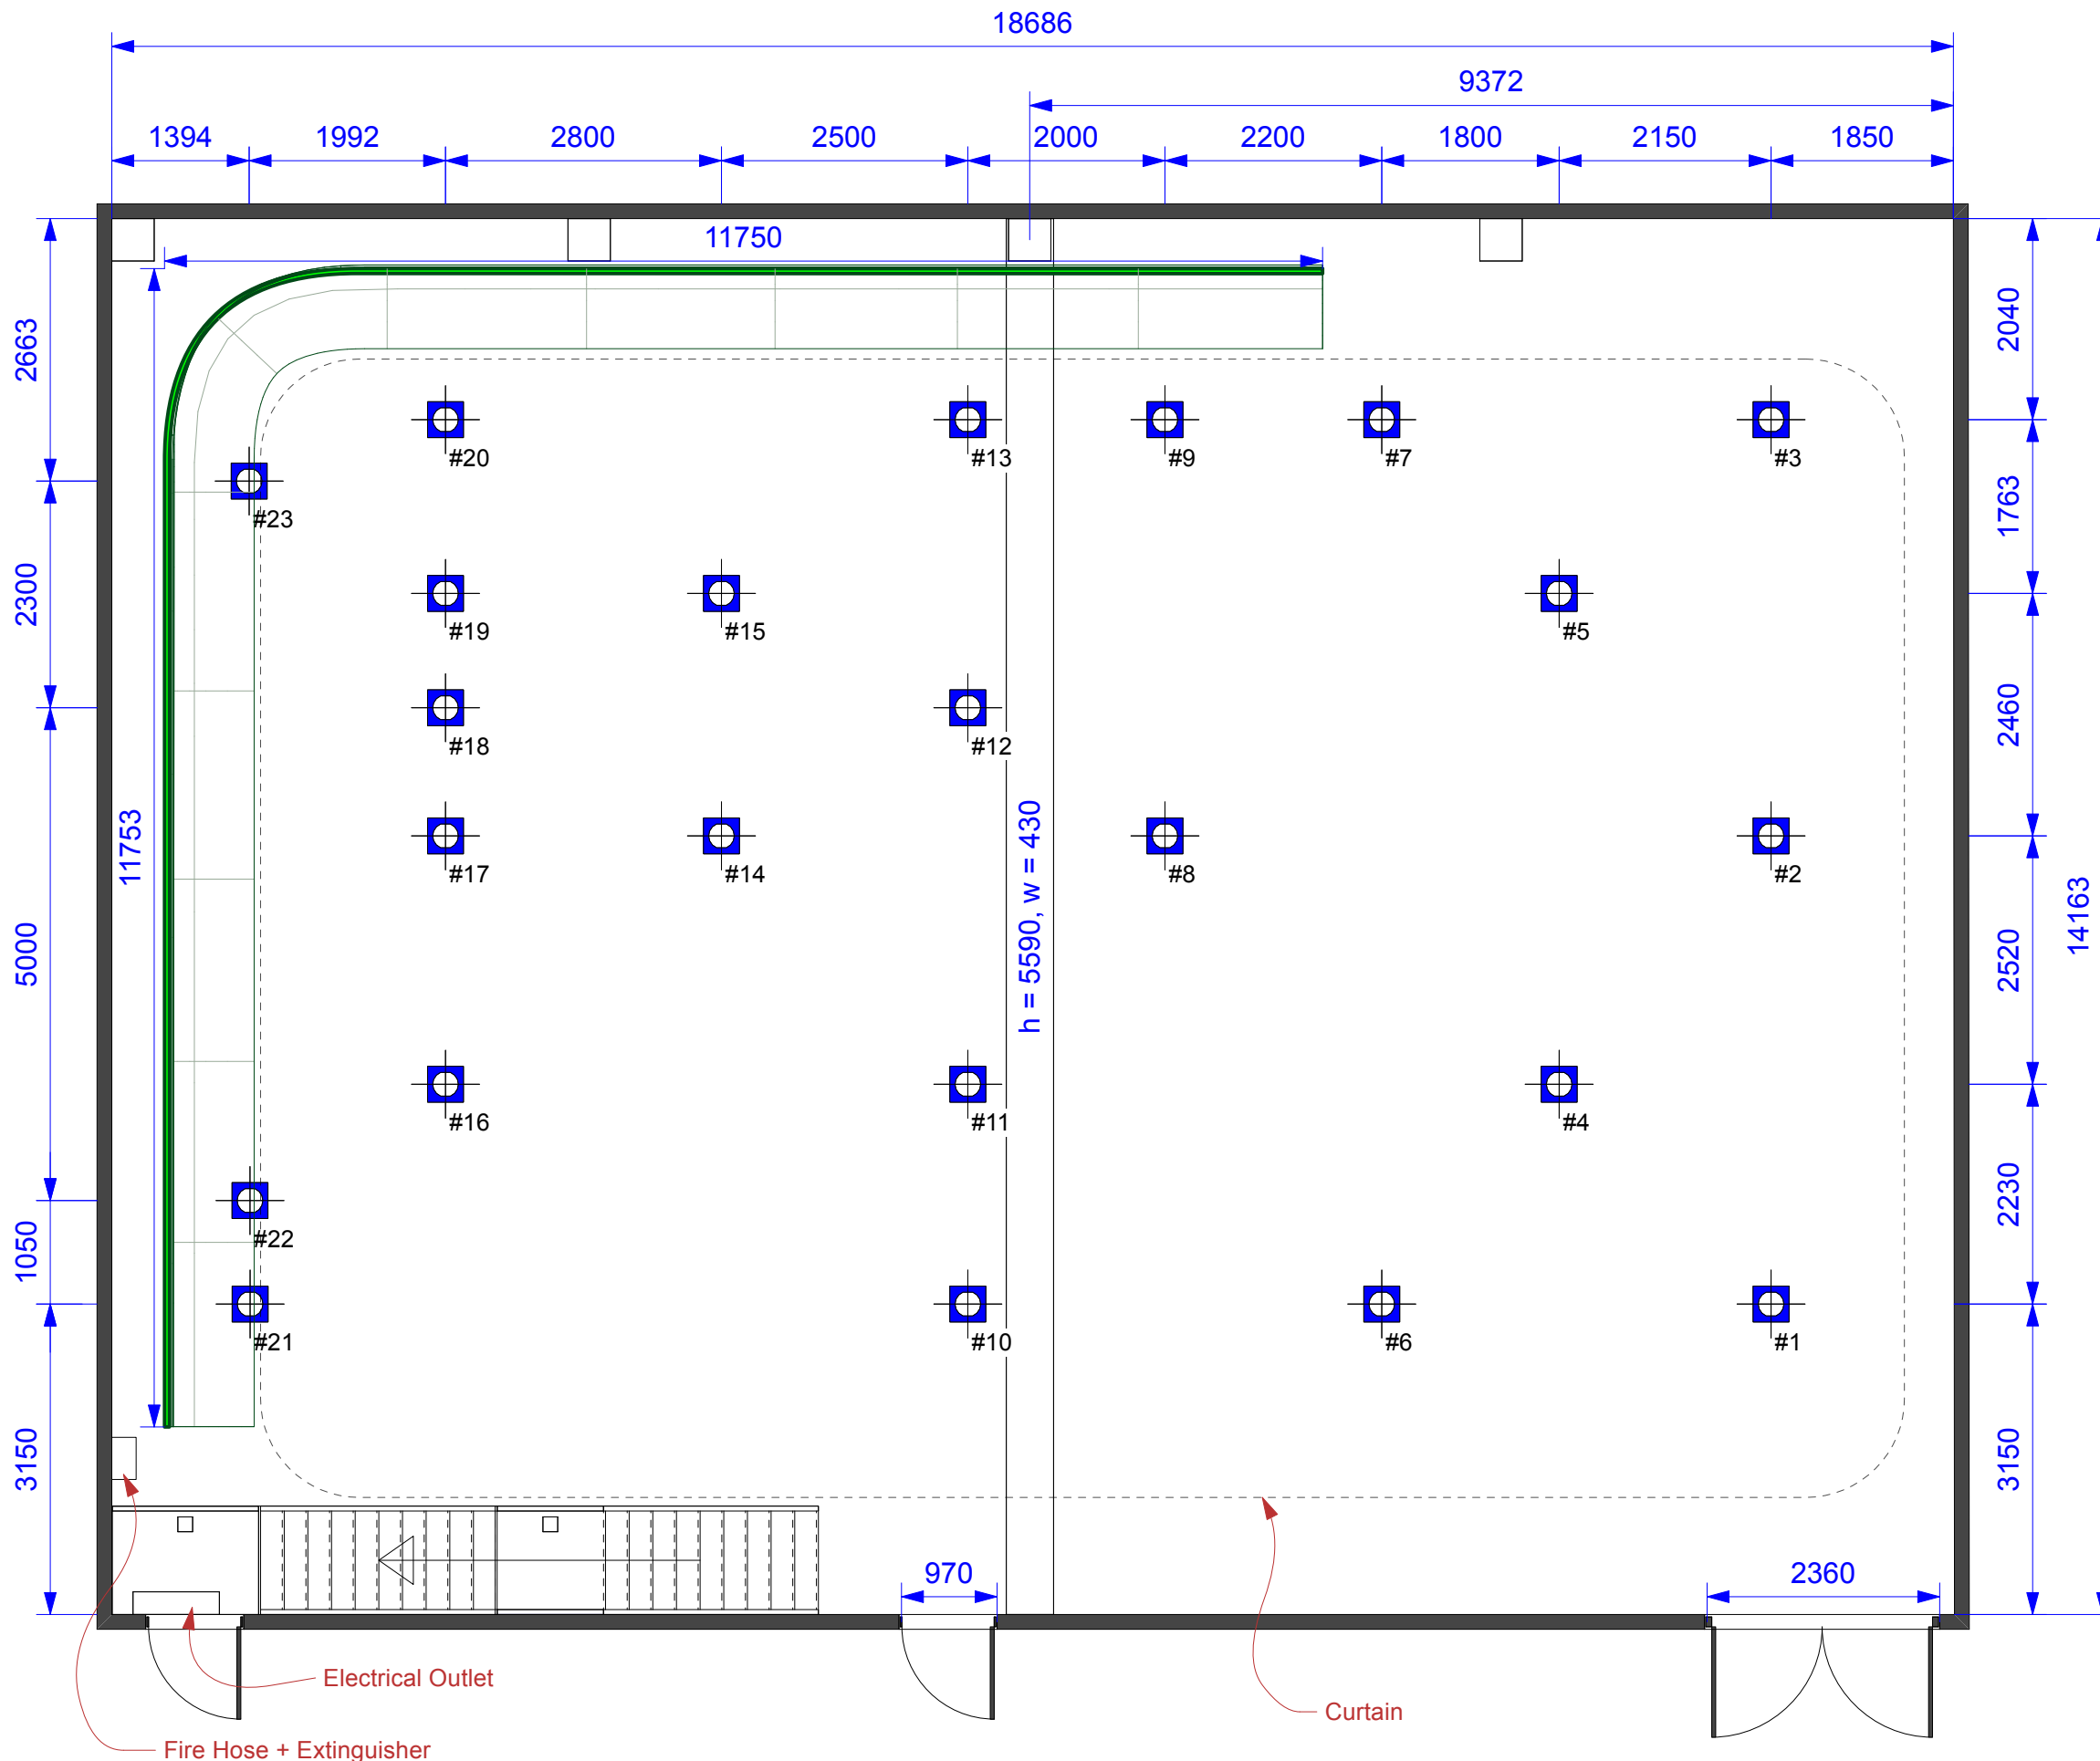 18686
9372
1394 1992 2800 2500 2000 2200 1800 2150 1850
11750
2663
2040
#20 #13 #9 #7 #3
1763
#23
2300
#19 #15 #5
2460
#18 #12
11753
h = 5590, w = 430
#17 #14 #8 #2
14163
5000
2520
#16 #11 #4
2230
1050
#22
#21 #10 #6 #1
3150
3150
970
2360
Electrical Outlet
Curtain
Fire Hose + Extinguisher